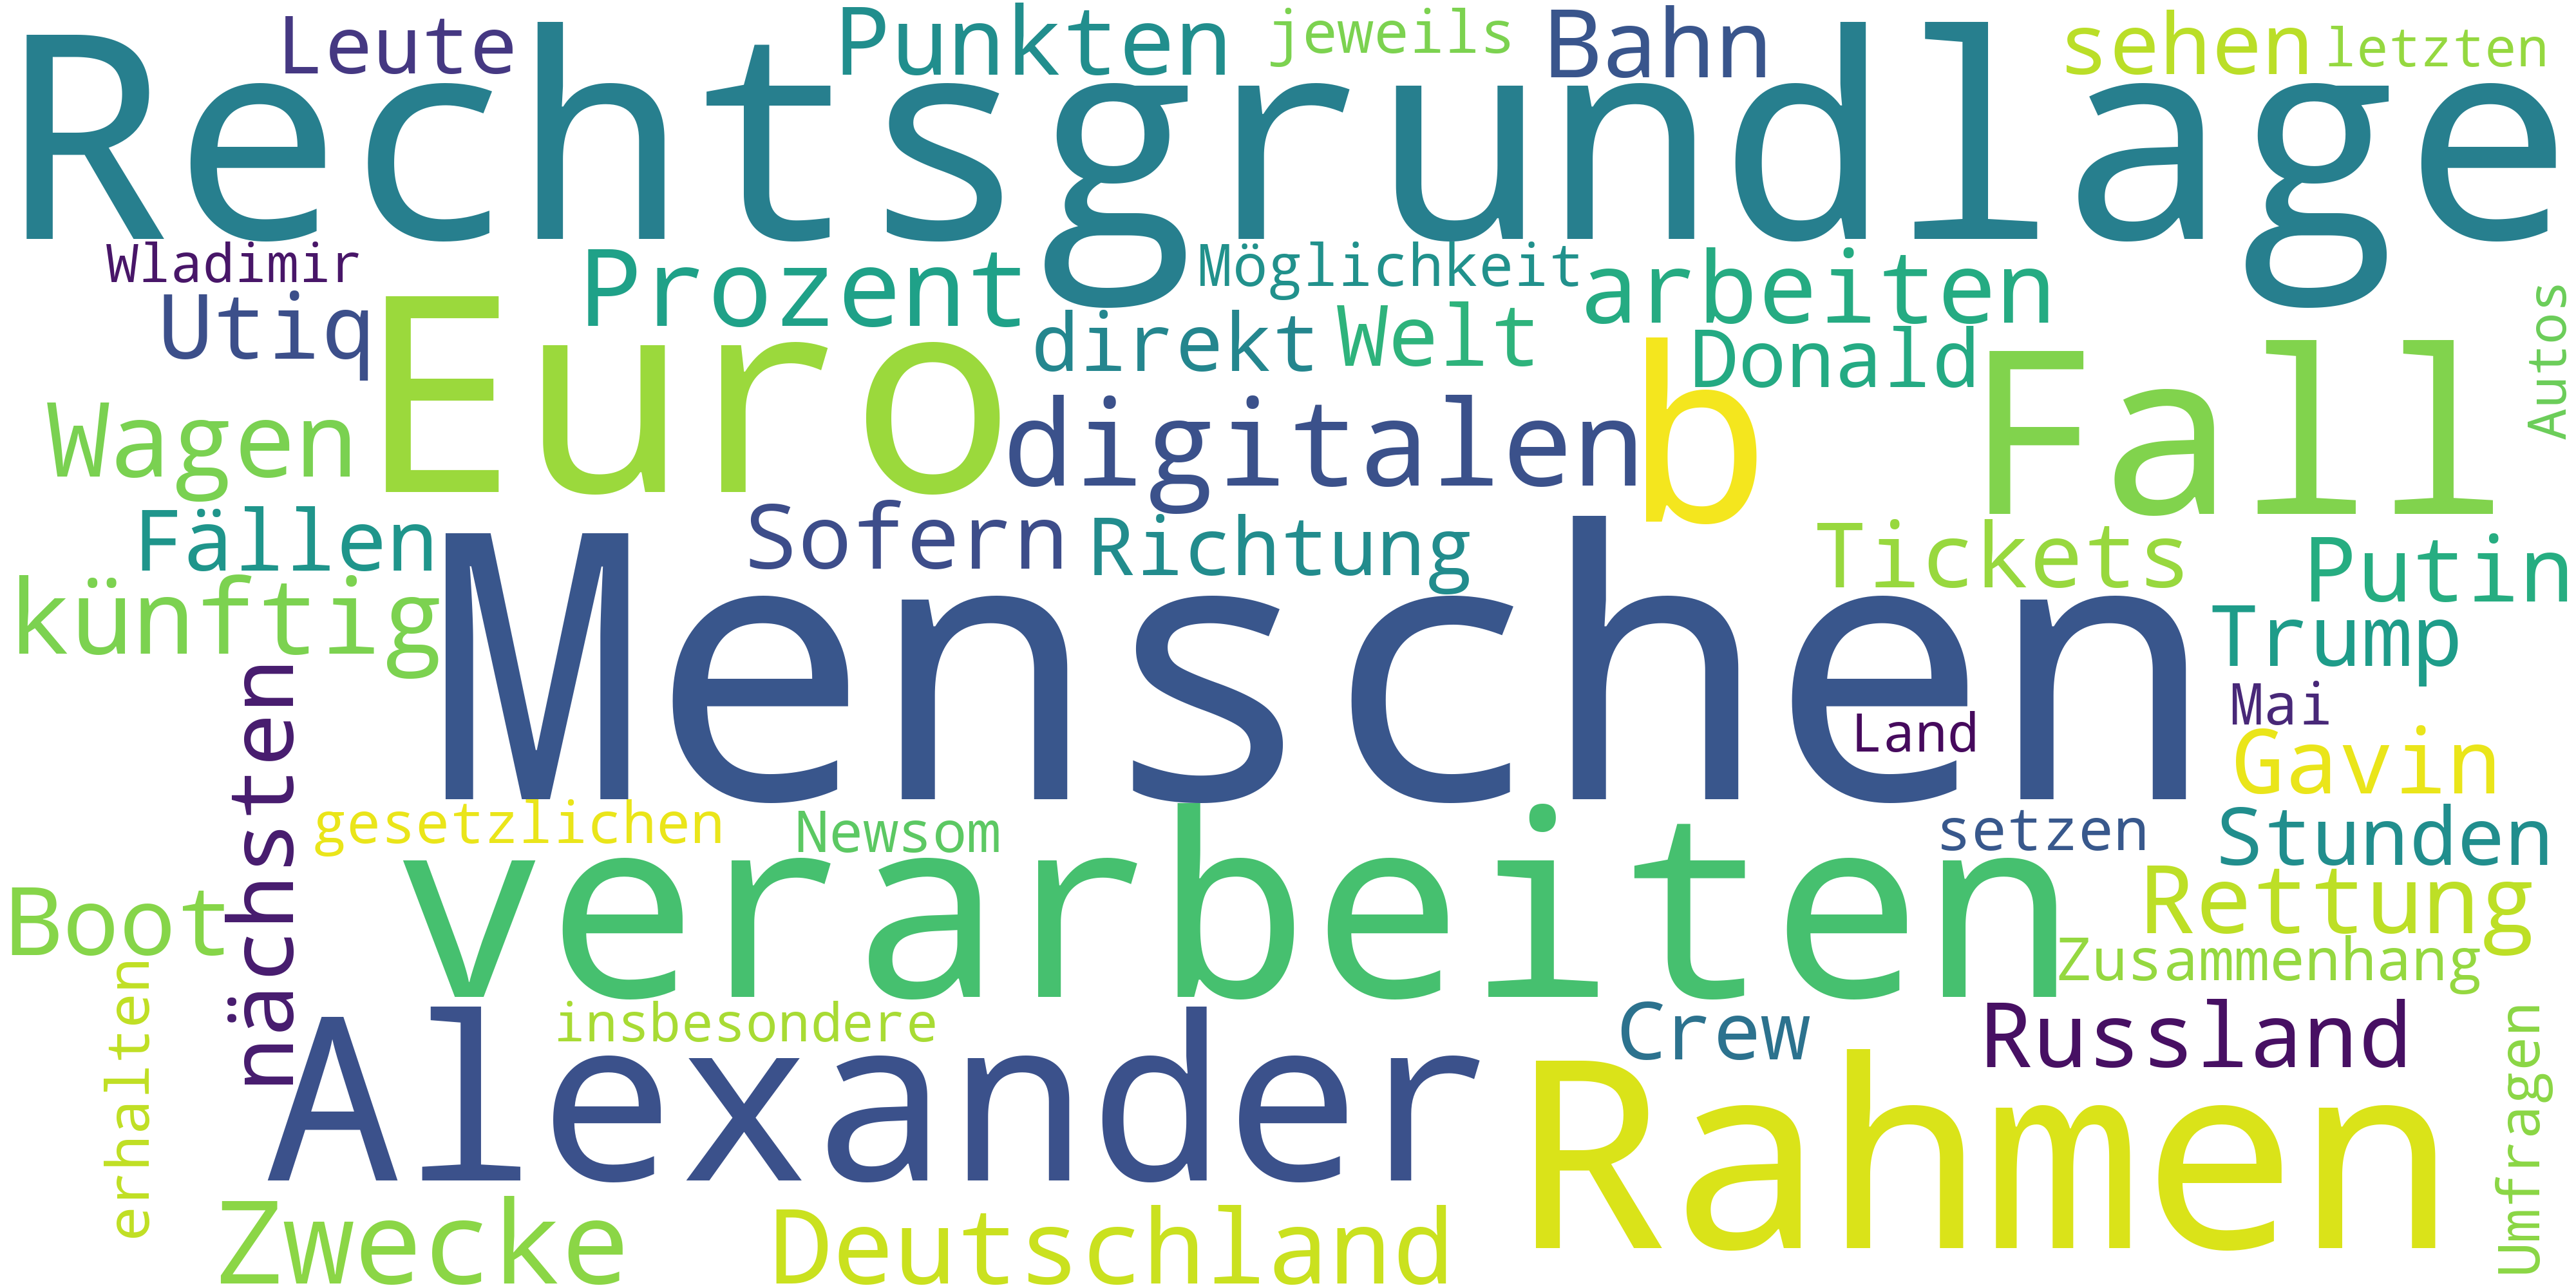 Rechtsgrundlage
Leute
Punkten
jeweils
Bahn
sehen
letzten
Wladimir
Utiq
Prozent
Möglichkeit
arbeiten
Euro
direkt
Welt
Donald
Autos
Wagen
digitalen
b
Fall
Fällen
Sofern
Richtung
Tickets
Putin
künftig
Menschen
Trump
nächsten
Land
Mai
Gavin
gesetzlichen
Newsom
setzen
Stunden
Boot
verarbeiten
Rettung
Zusammenhang
erhalten
insbesondere
Crew
Russland
Alexander
Rahmen
Umfragen
Zwecke
Deutschland